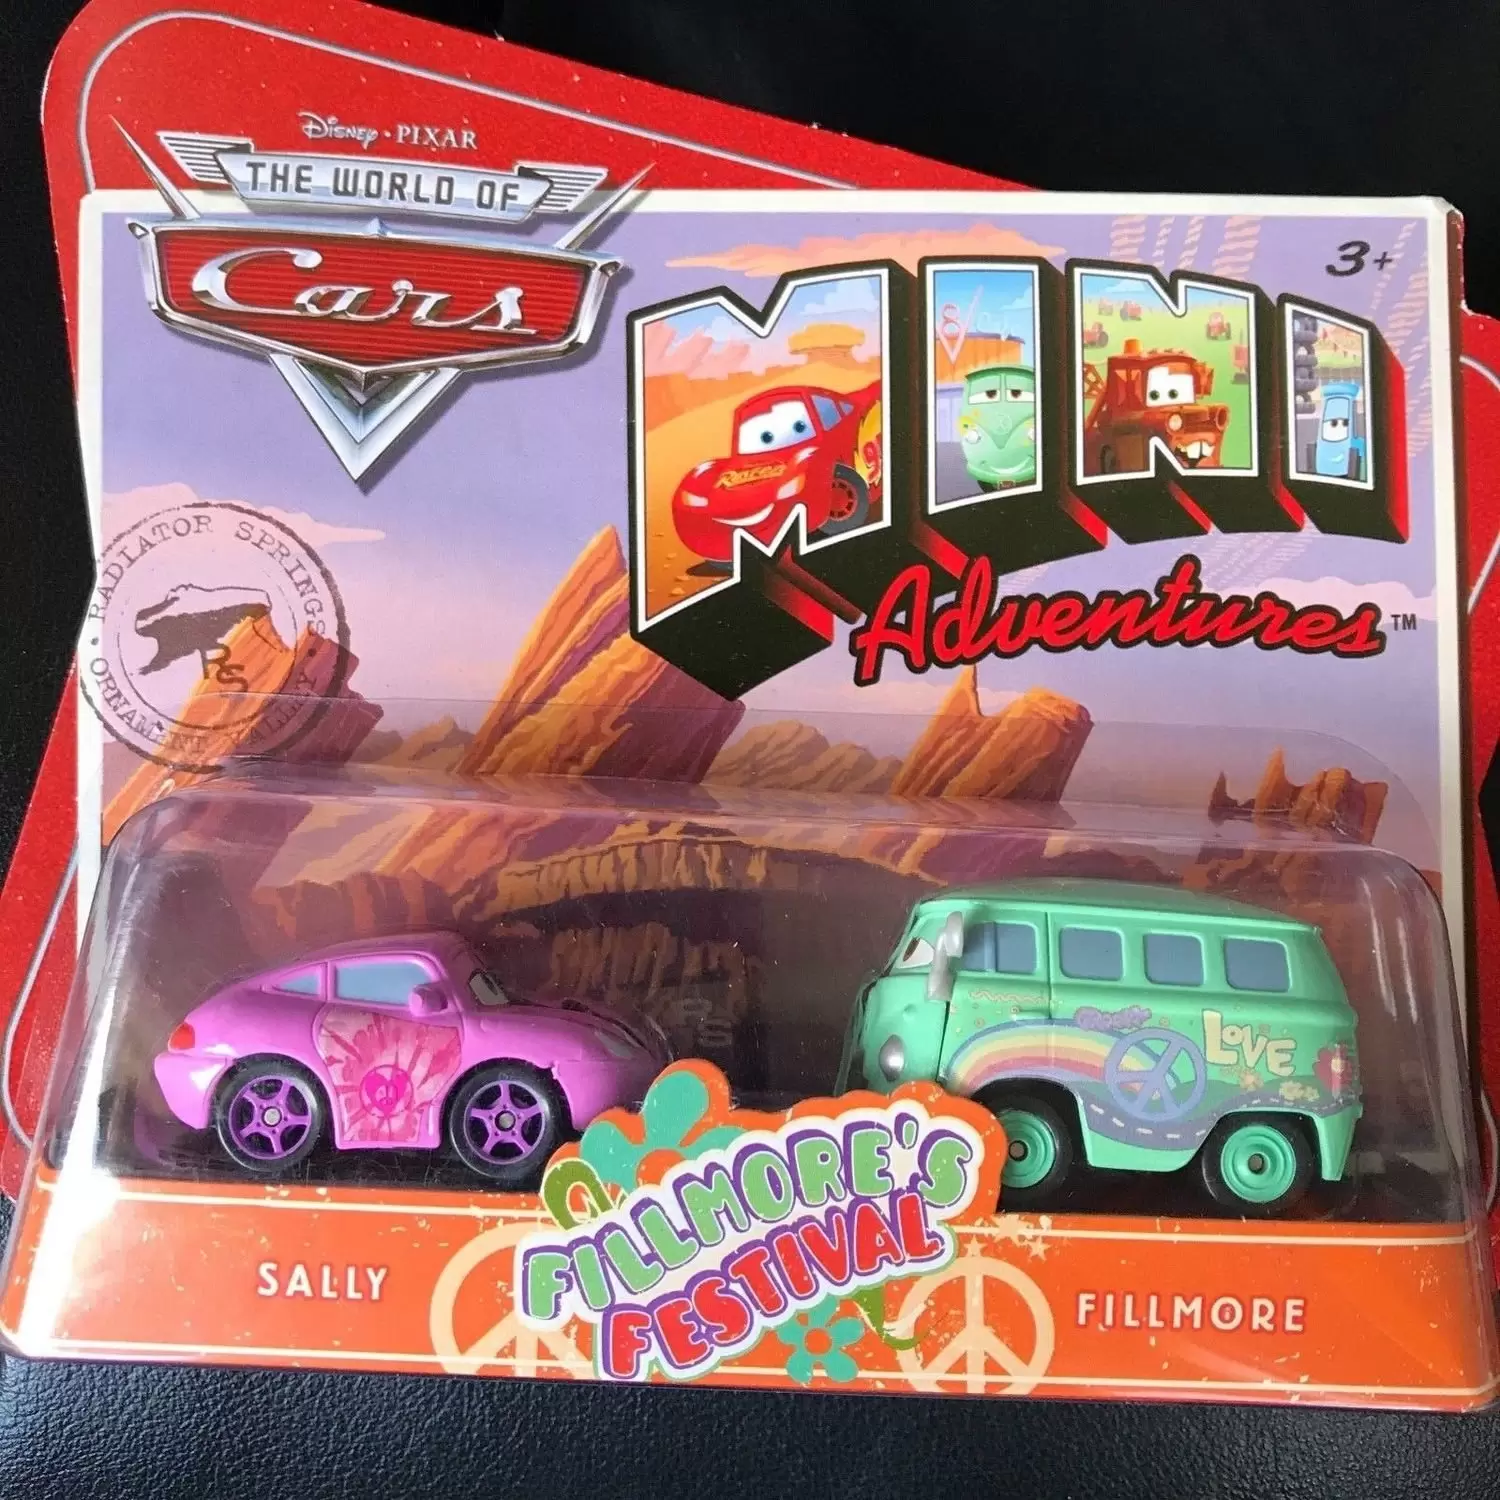 Disney · PIXAR
THE WORLD OF
Cars
3+
MINI
Adventures™
RADIATOR SPRINGS
RS
ORNAMENT VALLEY
LOVE
FILLMORE'S
FESTIVAL
SALLY
FILLMORE